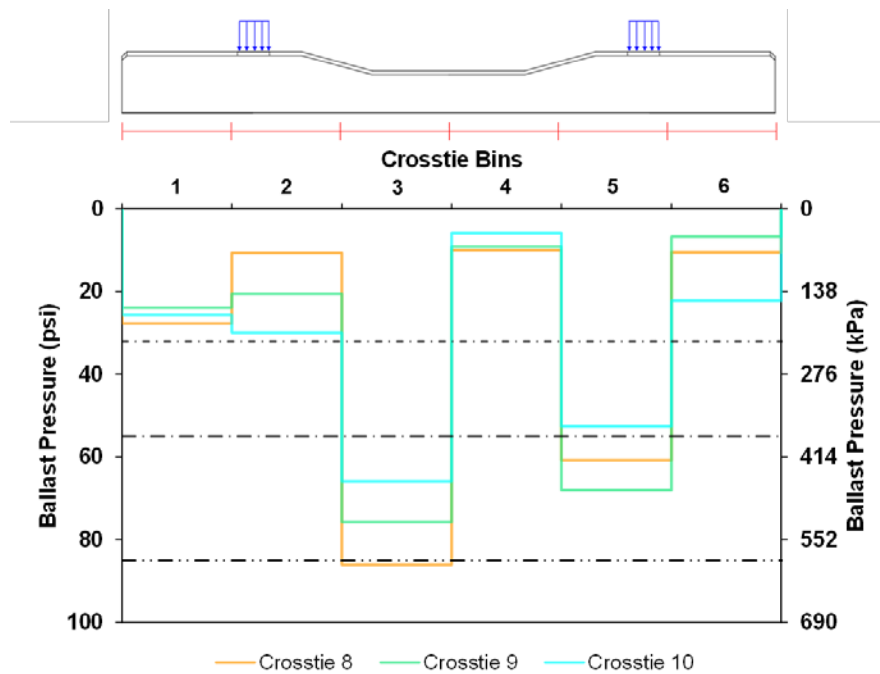 Crosstie Bins
1 2 3 4 5 6
0 0
20 138
40 276
60 414
80 552
100 690
Ballast Pressure (psi)
Ballast Pressure (kPa)
Crosstie 8 Crosstie 9 Crosstie 10